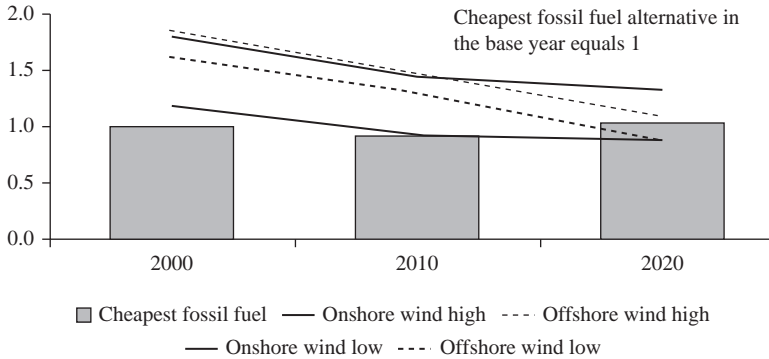 Cheapest fossil fuel alternative in
the base year equals 1
2.0
1.5
1.0
0.5
0.0
2000 2010 2020
Cheapest fossil fuel Onshore wind high Offshore wind high
Onshore wind low Offshore wind low